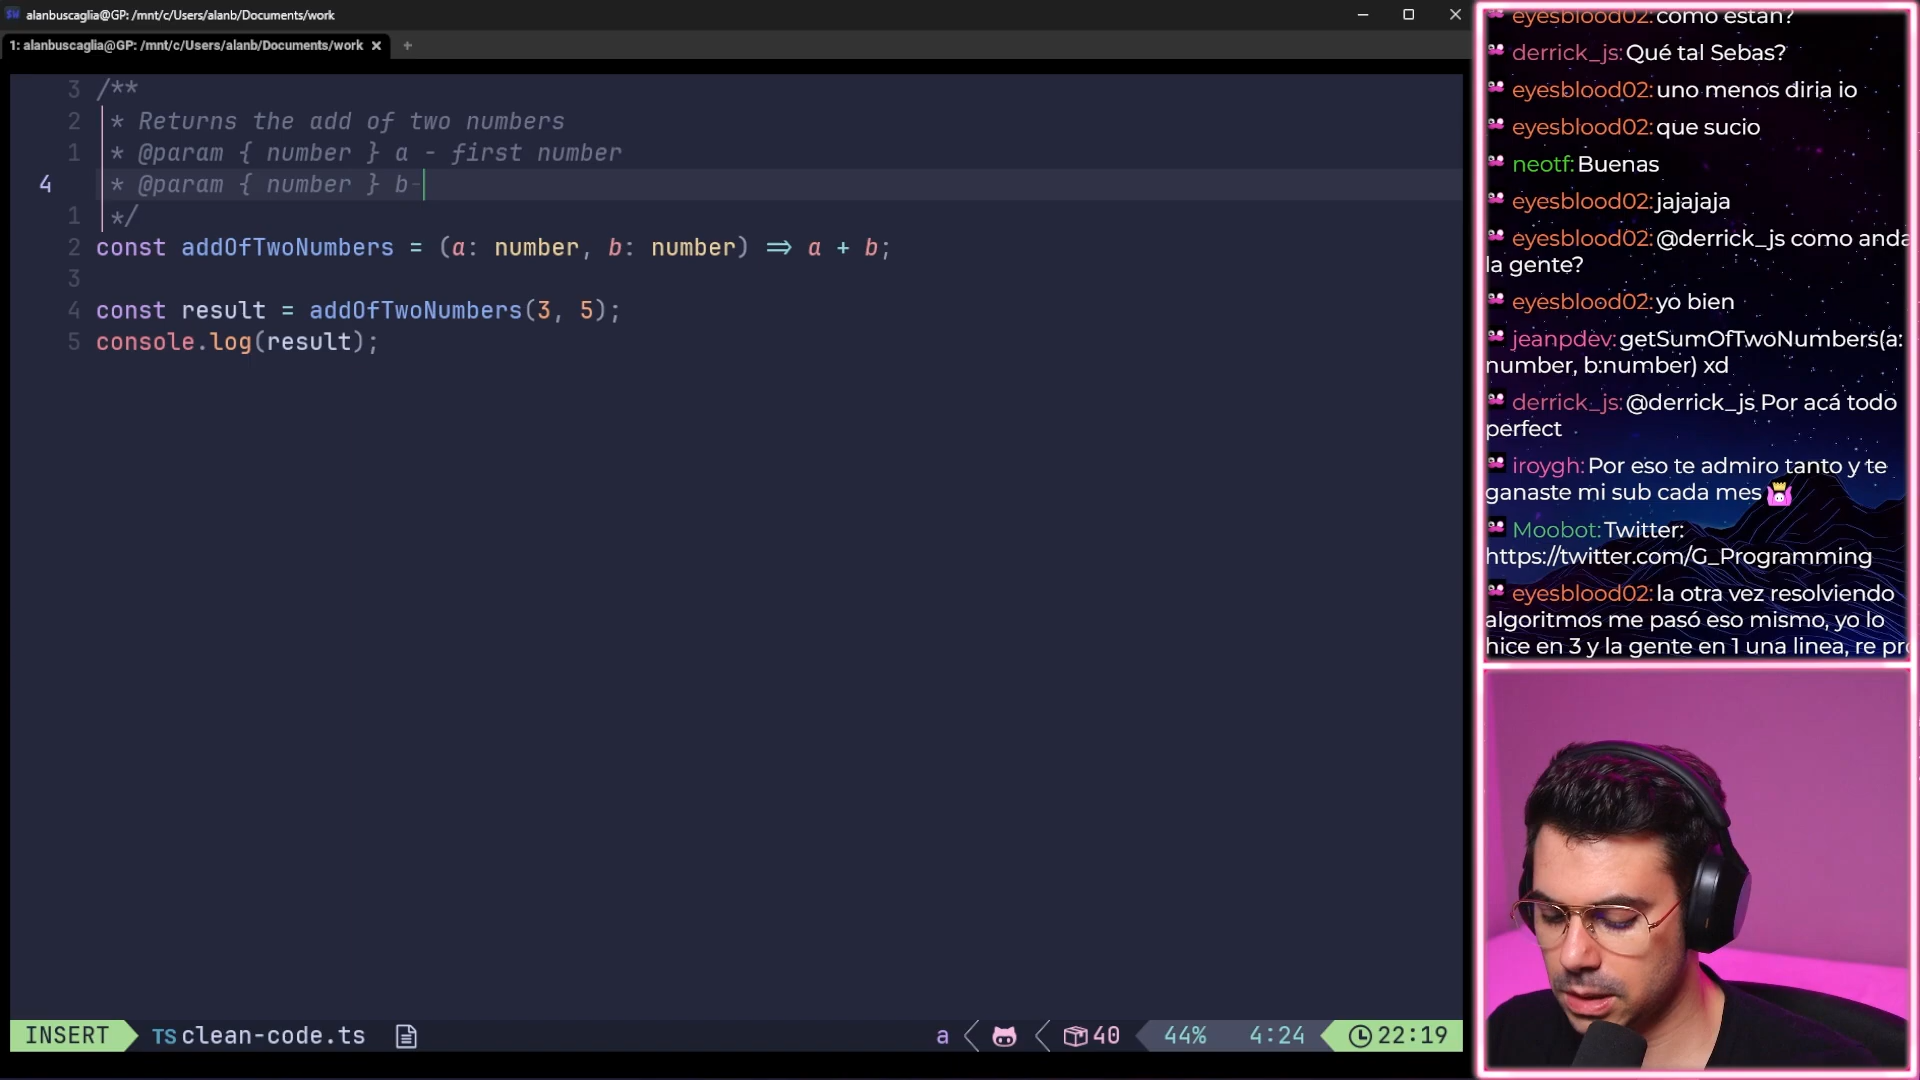 alanbuscaglia@GP: /mnt/c/Users/alanb/Documents/work
1: alanbuscaglia@GP: /mnt/c/Users/alanb/Documents/work
3 /**
2 * Returns the add of two numbers
1 * @param { number } a - first number
4 * @param { number } b-
1 */
2 const addOfTwoNumbers = (a: number, b: number) => a + b;
3
4 const result = addOfTwoNumbers(3, 5);
5 console.log(result);
INSERT TS clean-code.ts a 40 44% 4:24 22:19
eyesblood02: como estan?
derrick_js: Qué tal Sebas?
eyesblood02: uno menos diria io
eyesblood02: que sucio
neotf: Buenas
eyesblood02: jajajaja
eyesblood02: @derrick_js como anda
la gente?
eyesblood02: yo bien
jeanpdev: getSumOfTwoNumbers(a:
number, b:number) xd
derrick_js: @derrick_js Por acá todo
perfect
iroygh: Por eso te admiro tanto y te
ganaste mi sub cada mes
Moobot: Twitter:
https://twitter.com/G_Programming
eyesblood02: la otra vez resolviendo
algoritmos me pasó eso mismo, yo lo
hice en 3 y la gente en 1 una linea, re